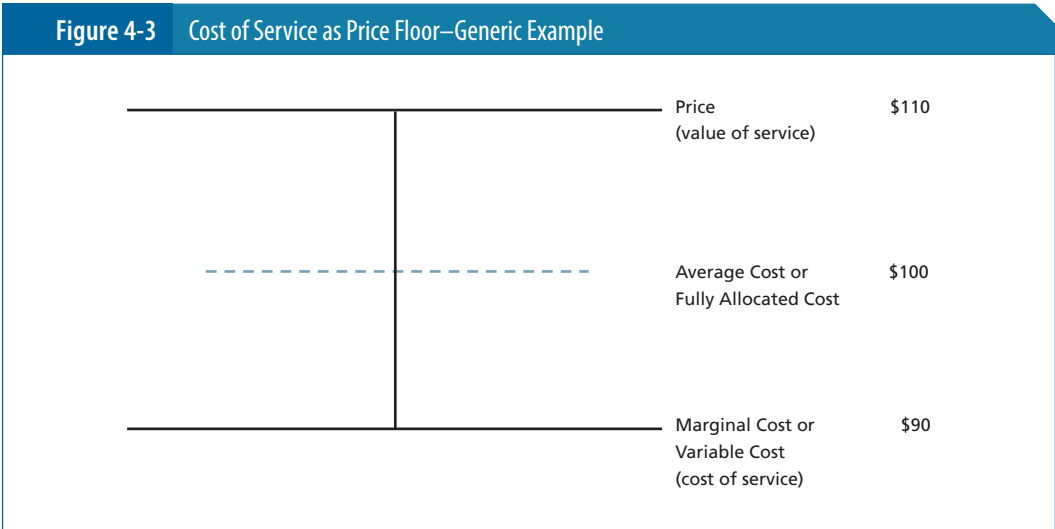 Figure 4-3 Cost of Service as Price Floor–Generic Example
Price $110
(value of service)
Average Cost or $100
Fully Allocated Cost
Marginal Cost or $90
Variable Cost
(cost of service)